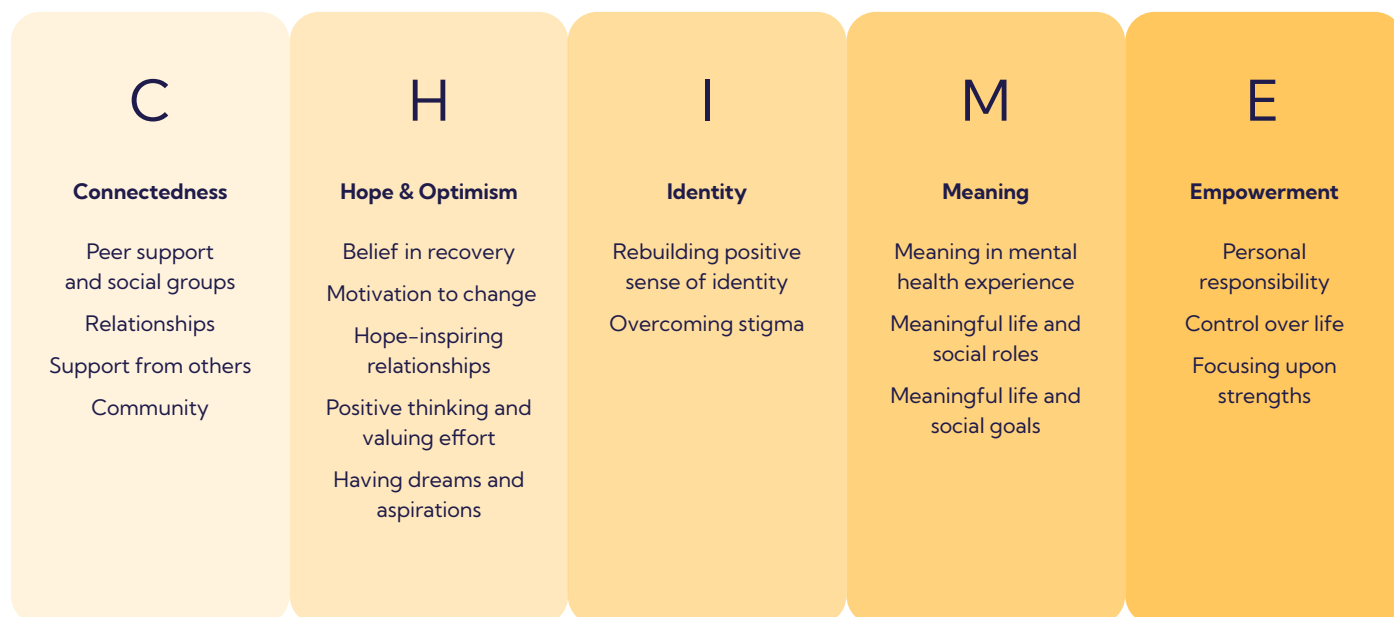 C
Connectedness
Peer support
and social groups
Relationships
Support from others
Community
H
Hope & Optimism
Belief in recovery
Motivation to change
Hope-inspiring
relationships
Positive thinking and
valuing effort
Having dreams and
aspirations
I
Identity
Rebuilding positive
sense of identity
Overcoming stigma
M
Meaning
Meaning in mental
health experience
Meaningful life and
social roles
Meaningful life and
social goals
E
Empowerment
Personal
responsibility
Control over life
Focusing upon
strengths